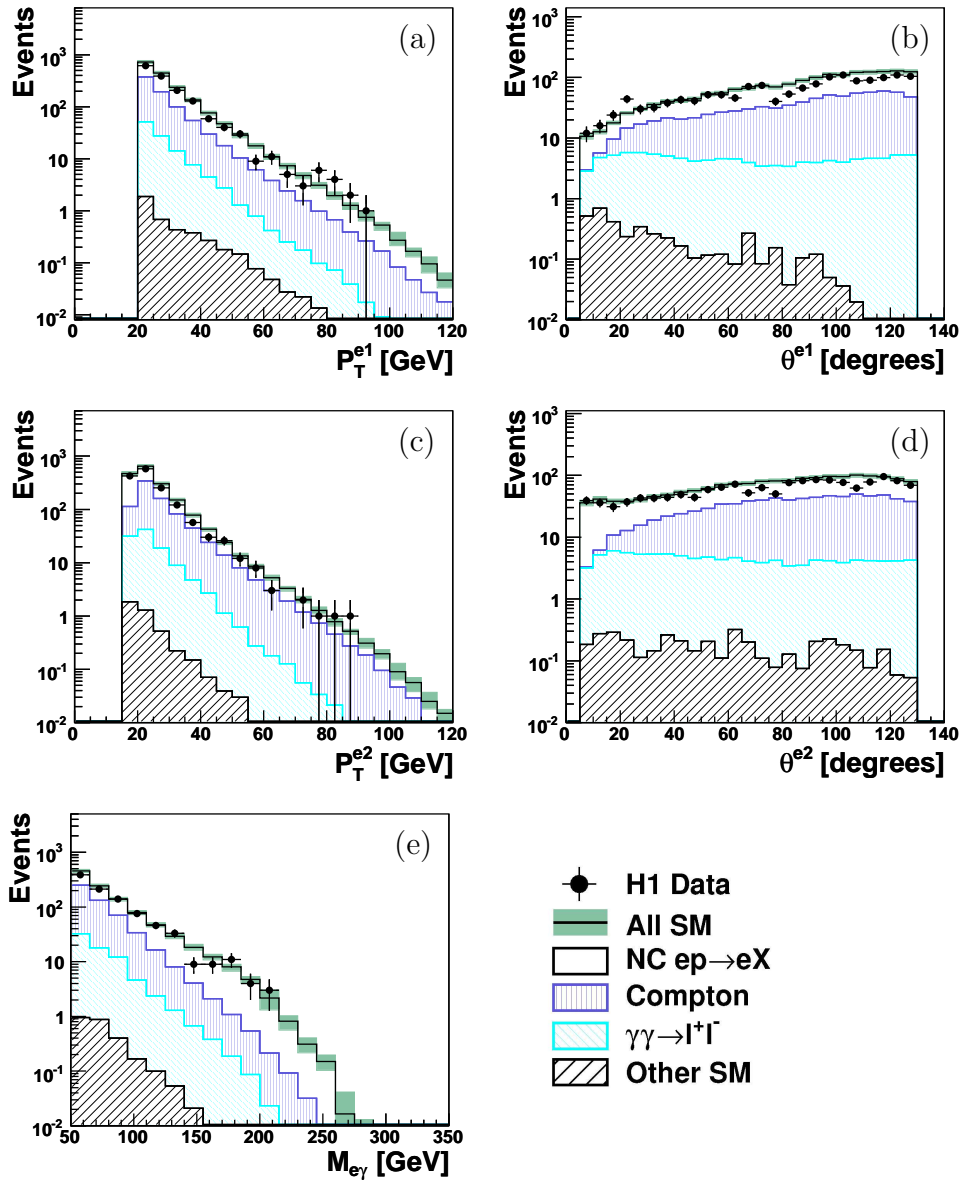 (a)
Events
10³
10²
10
1
10⁻¹
10⁻²
0 20 40 60 80 100 120
P_T^e1 [GeV]
(b)
Events
10³
10²
10
1
10⁻¹
10⁻²
0 20 40 60 80 100 120 140
θ^e1 [degrees]
(c)
Events
10³
10²
10
1
10⁻¹
10⁻²
0 20 40 60 80 100 120
P_T^e2 [GeV]
(d)
Events
10³
10²
10
1
10⁻¹
10⁻²
0 20 40 60 80 100 120 140
θ^e2 [degrees]
(e)
Events
10³
10²
10
1
10⁻¹
10⁻²
50 100 150 200 250 300 350
M_eγ [GeV]
H1 Data
All SM
NC ep→eX
Compton
γγ→l⁺l⁻
Other SM